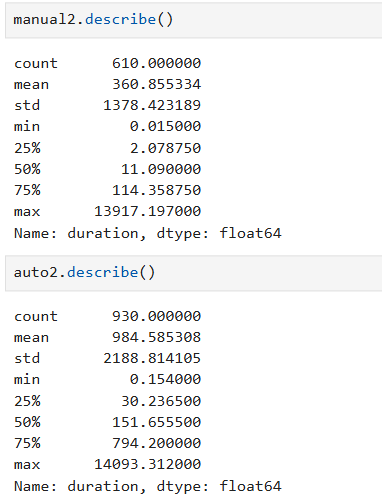 manual2.describe()
count 610.000000
mean 360.855334
std 1378.423189
min 0.015000
25% 2.078750
50% 11.090000
75% 114.358750
max 13917.197000
Name: duration, dtype: float64
auto2.describe()
count 930.000000
mean 984.585308
std 2188.814105
min 0.154000
25% 30.236500
50% 151.655500
75% 794.200000
max 14093.312000
Name: duration, dtype: float64